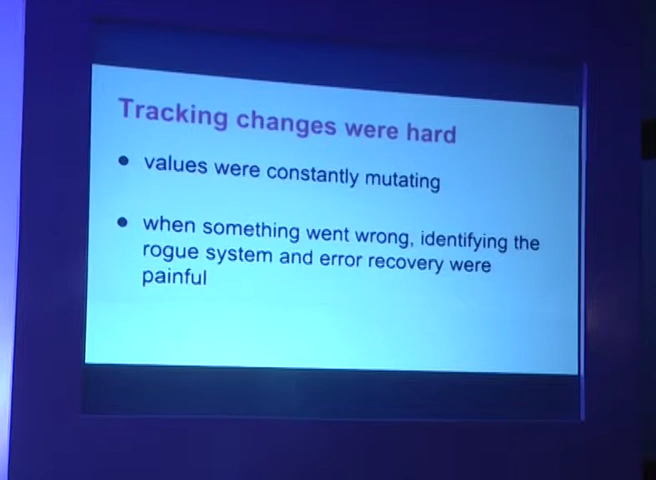 Tracking changes were hard
● values were constantly mutating
● when something went wrong, identifying the
rogue system and error recovery were
painful